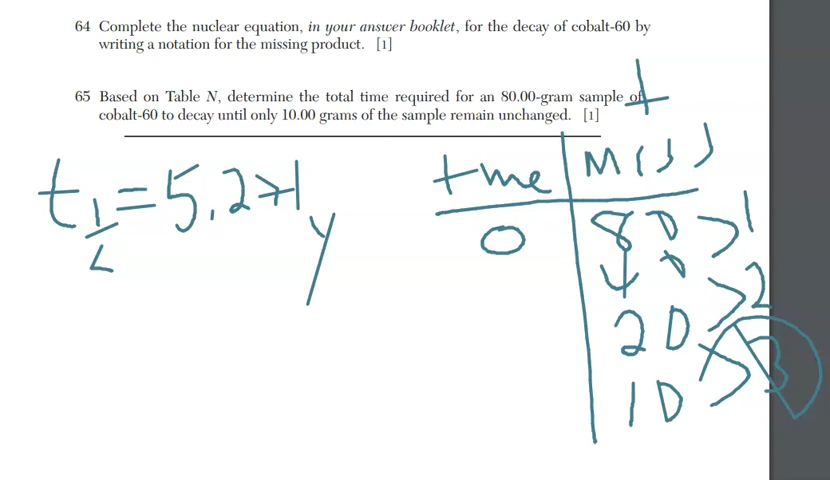 64 Complete the nuclear equation, in your answer booklet, for the decay of cobalt-60 by
writing a notation for the missing product. [1]
65 Based on Table N, determine the total time required for an 80.00-gram sample of
cobalt-60 to decay until only 10.00 grams of the sample remain unchanged. [1]
t 1/2 = 5.271 y
time M(g)
0 80 >1
40 >2
20 >3
10